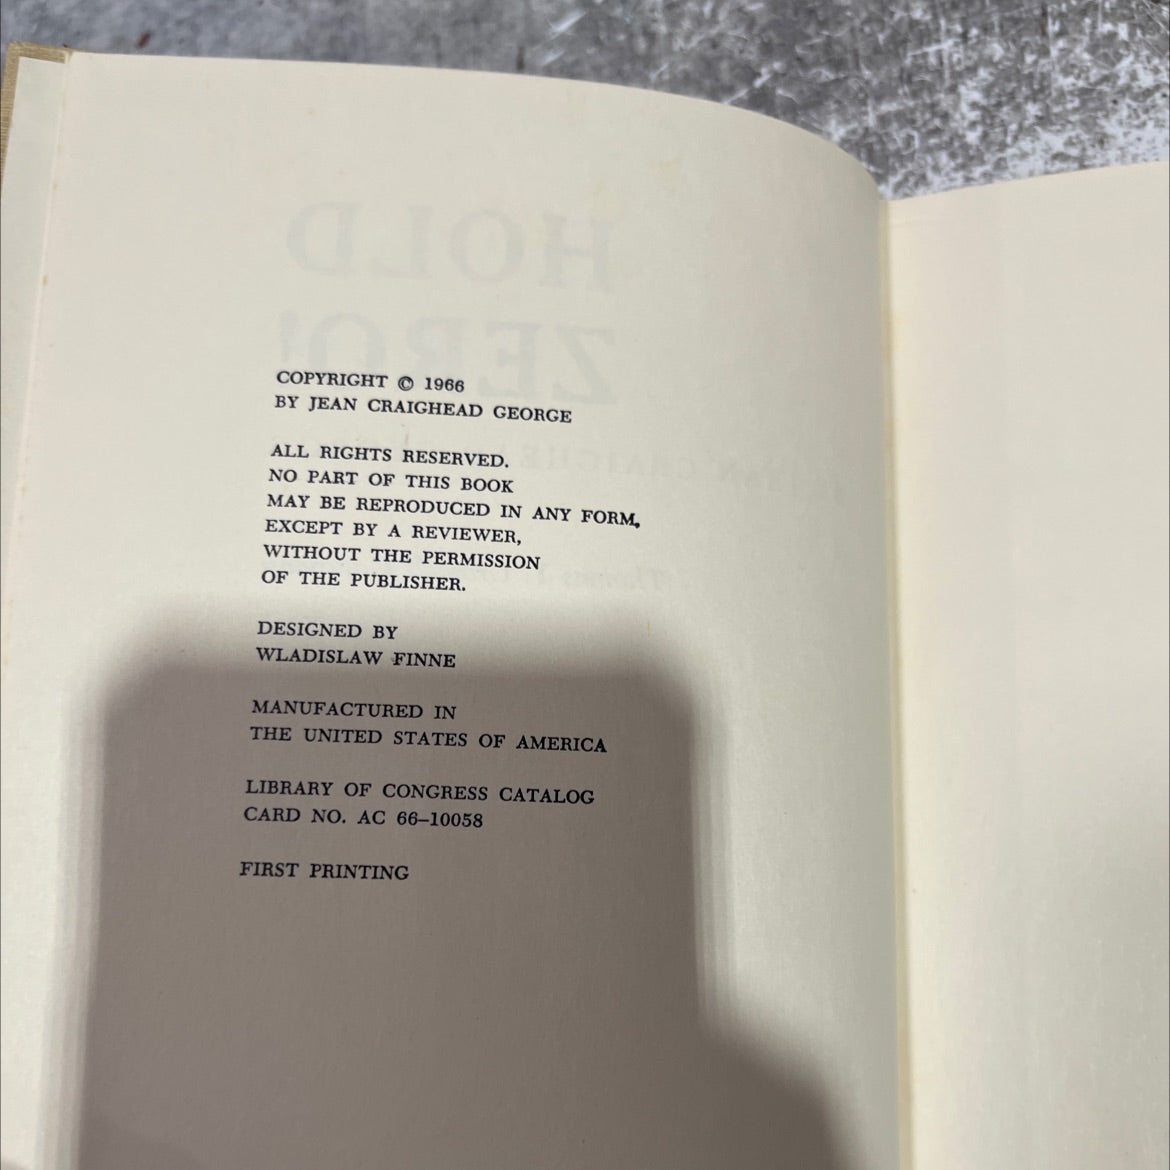 HOLD
ZERO!
COPYRIGHT © 1966
BY JEAN CRAIGHEAD GEORGE
ALL RIGHTS RESERVED.
NO PART OF THIS BOOK
MAY BE REPRODUCED IN ANY FORM,
EXCEPT BY A REVIEWER,
WITHOUT THE PERMISSION
OF THE PUBLISHER.
DESIGNED BY
WLADISLAW FINNE
MANUFACTURED IN
THE UNITED STATES OF AMERICA
LIBRARY OF CONGRESS CATALOG
CARD NO. AC 66–10058
FIRST PRINTING